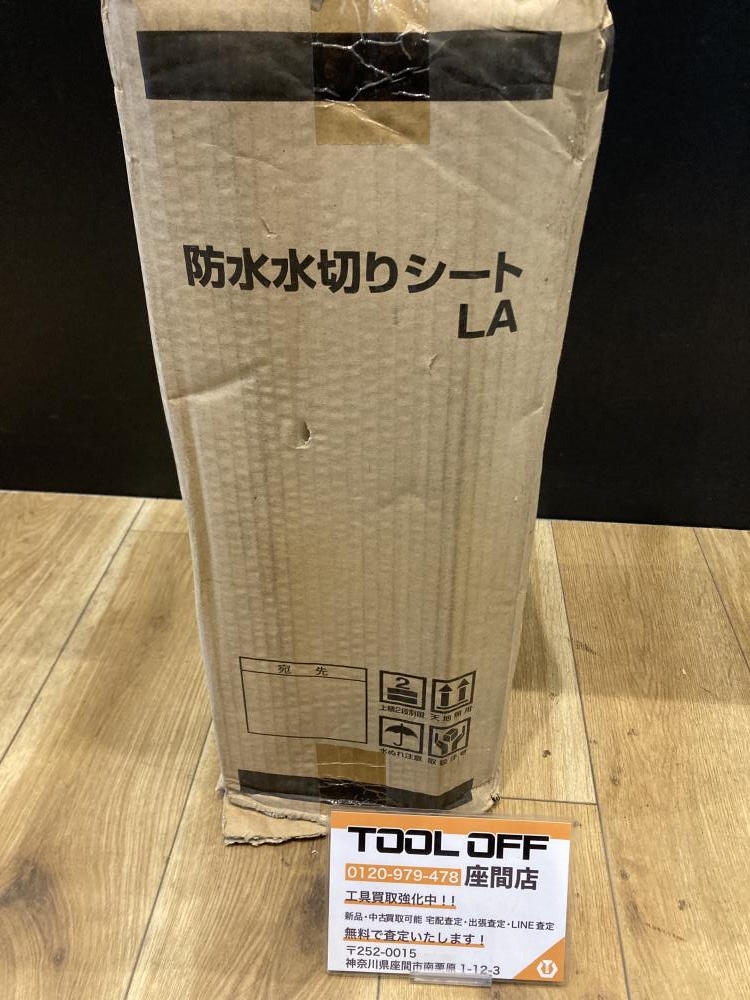 防水水切りシート
LA
宛先
2
上積2段制限 天地無用
水ぬれ注意 取扱注意
TOOL OFF
0120-979-478 座間店
工具買取強化中!!
新品・中古買取可能 宅配査定・出張査定・LINE査定
無料で査定いたします!
〒252-0015
神奈川県座間市南栗原 1-12-3